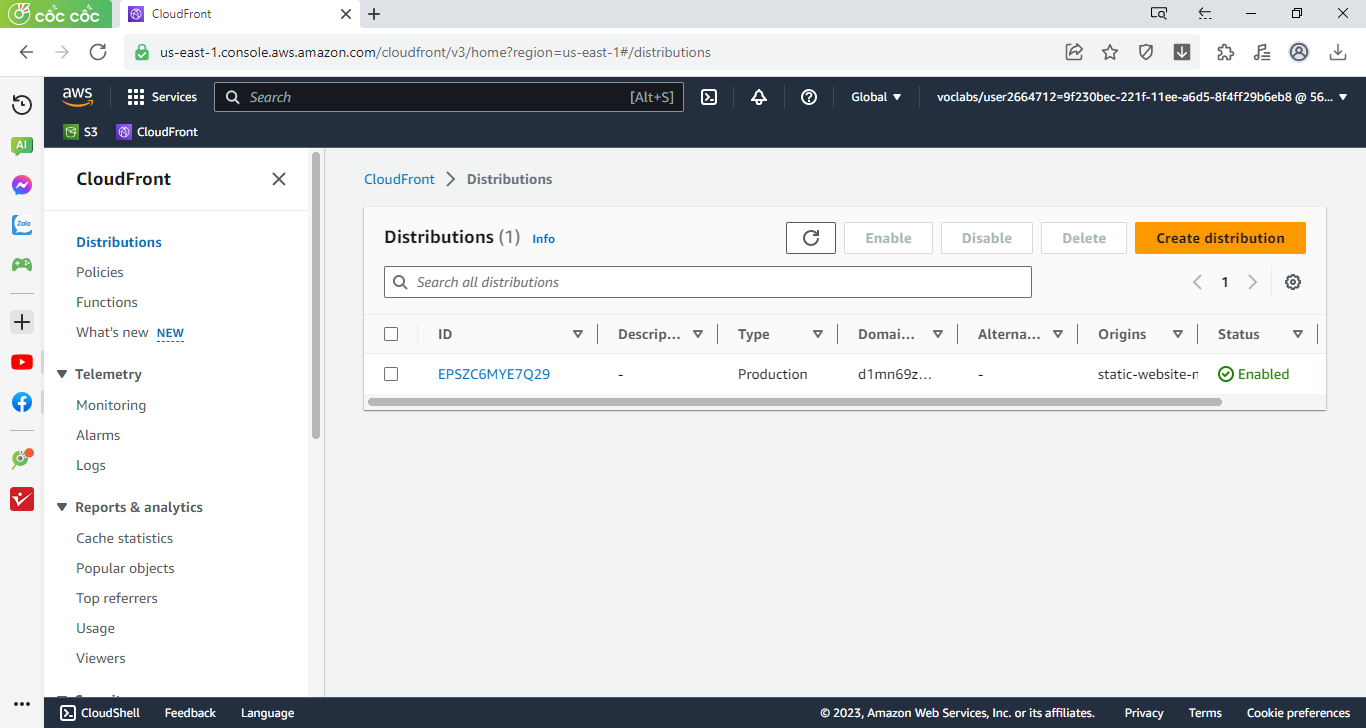 cốc cốc
CloudFront
us-east-1.console.aws.amazon.com/cloudfront/v3/home?region=us-east-1#/distributions
aws
Services
Search
[Alt+S]
Global
voclabs/user2664712=9f230bec-221f-11ee-a6d5-8f4ff29b6eb8 @ 56...
S3
CloudFront
AI
Zalo
CloudFront
Distributions
Policies
Functions
What's new NEW
Telemetry
Monitoring
Alarms
Logs
Reports & analytics
Cache statistics
Popular objects
Top referrers
Usage
Viewers
CloudFront > Distributions
Distributions (1) Info
Enable
Disable
Delete
Create distribution
Search all distributions
1
ID Descrip... Type Domai... Alterna... Origins Status
EPSZC6MYE7Q29 - Production d1mn69z... - static-website-n Enabled
CloudShell Feedback Language
© 2023, Amazon Web Services, Inc. or its affiliates. Privacy Terms Cookie preferences